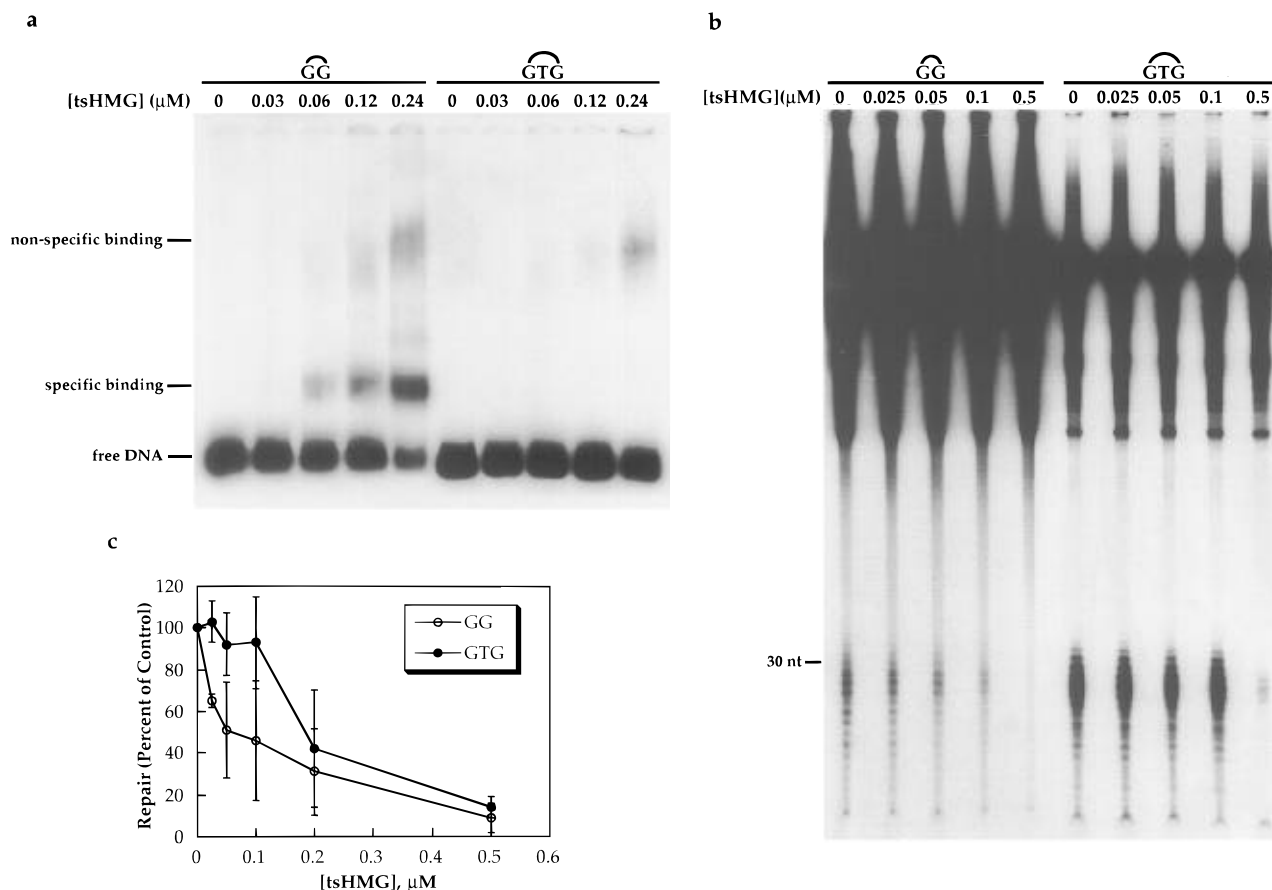 a
GG GTG
[tsHMG] (µM) 0 0.03 0.06 0.12 0.24 0 0.03 0.06 0.12 0.24
non-specific binding
specific binding
free DNA
b
GG GTG
[tsHMG](µM) 0 0.025 0.05 0.1 0.5 0 0.025 0.05 0.1 0.5
30 nt
c
Repair (Percent of Control)
120
100
80
60
40
20
0
GG
GTG
0 0.1 0.2 0.3 0.4 0.5 0.6
[tsHMG], µM